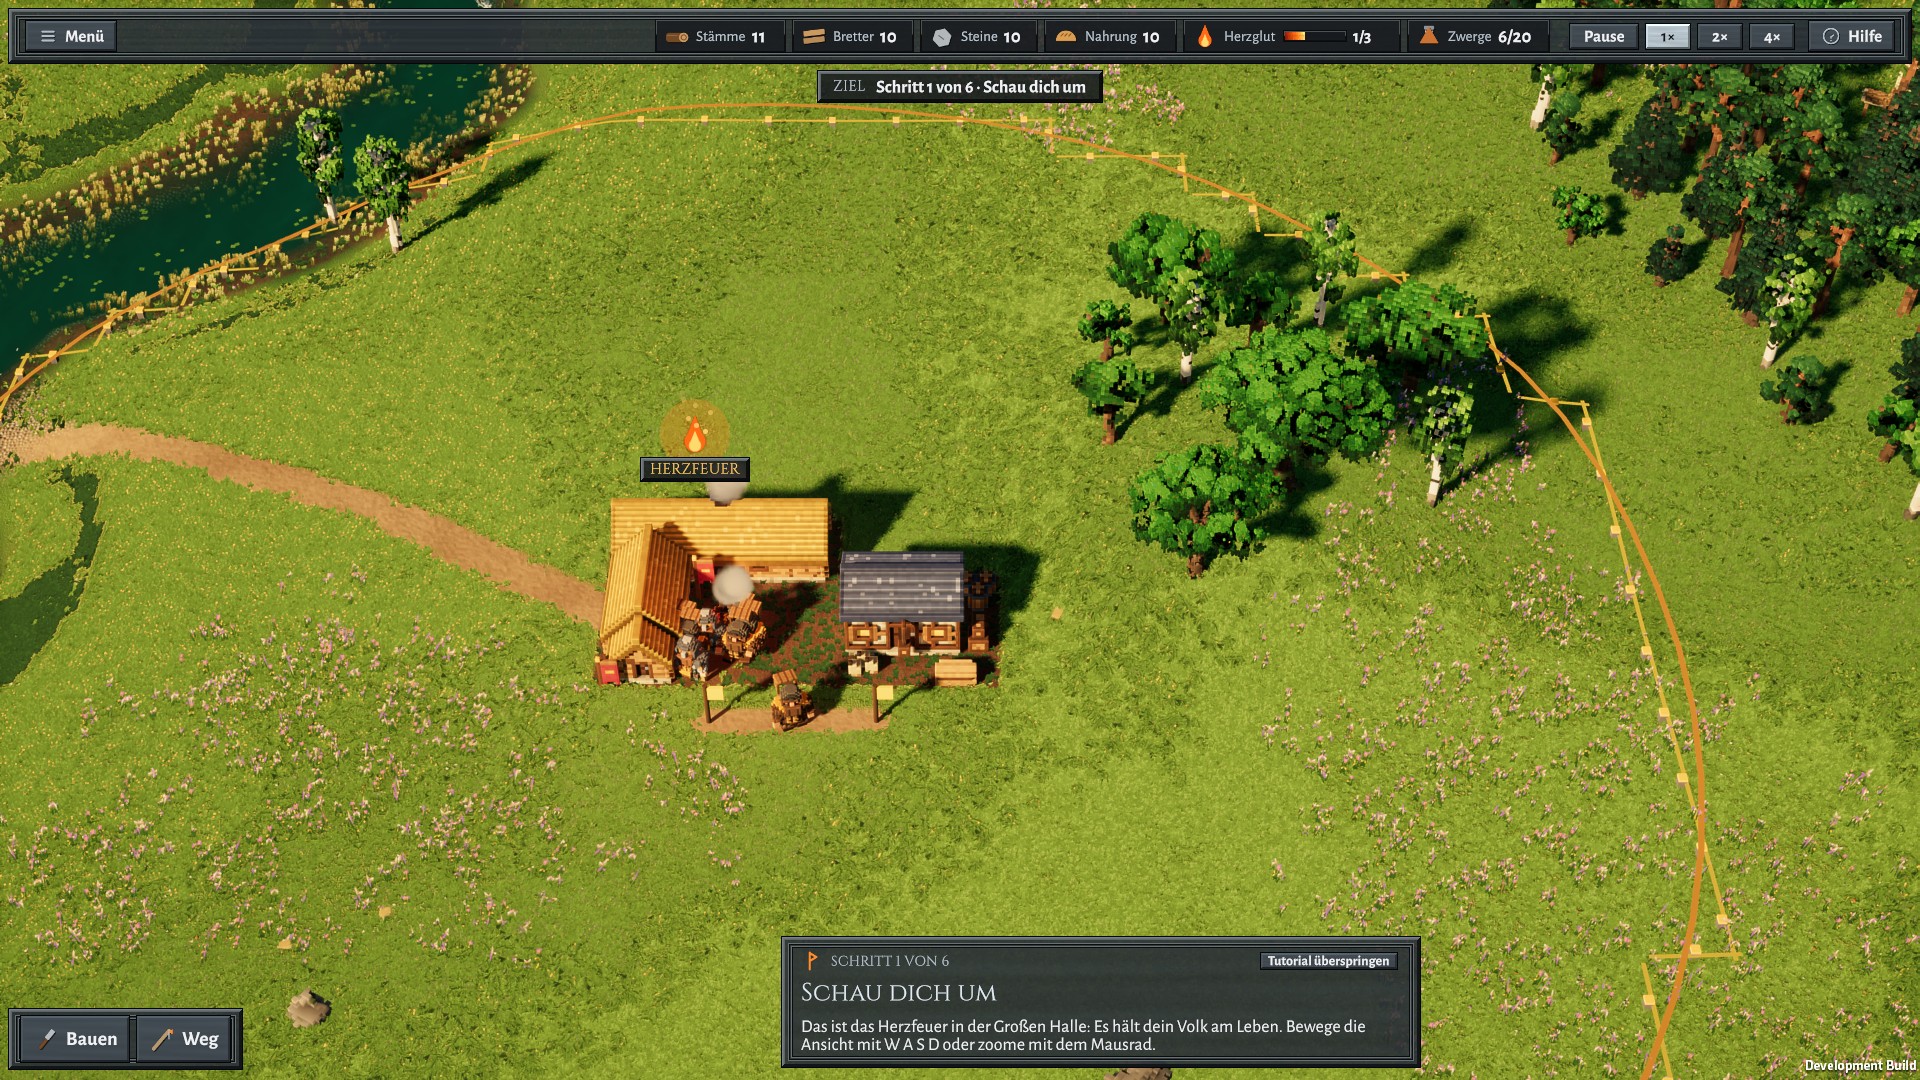 Menü
Stämme 11
Bretter 10
Steine 10
Nahrung 10
Herzglut 1/3
Zwerge 6/20
Pause
1×
2×
4×
Hilfe
ZIEL Schritt 1 von 6 · Schau dich um
HERZFEUER
SCHRITT 1 VON 6
Tutorial überspringen
SCHAU DICH UM
Das ist das Herzfeuer in der Großen Halle: Es hält dein Volk am Leben. Bewege die
Ansicht mit W A S D oder zoome mit dem Mausrad.
Bauen
Weg
Development Build